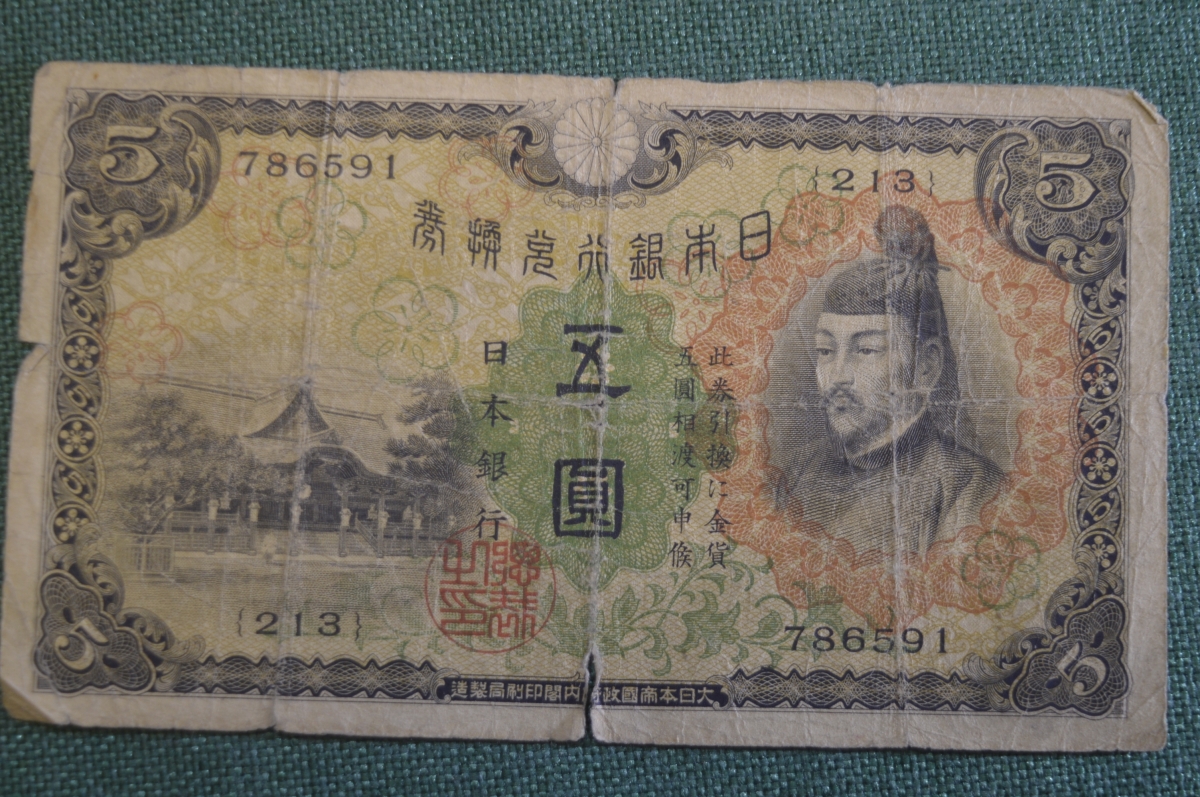 5
5
786591
{213}
日本銀行兌換券
五圓
日本銀行
此券引換に金貨
五圓相渡可申候
{213}
786591
5
5
大日本帝國政府内閣印刷局製造